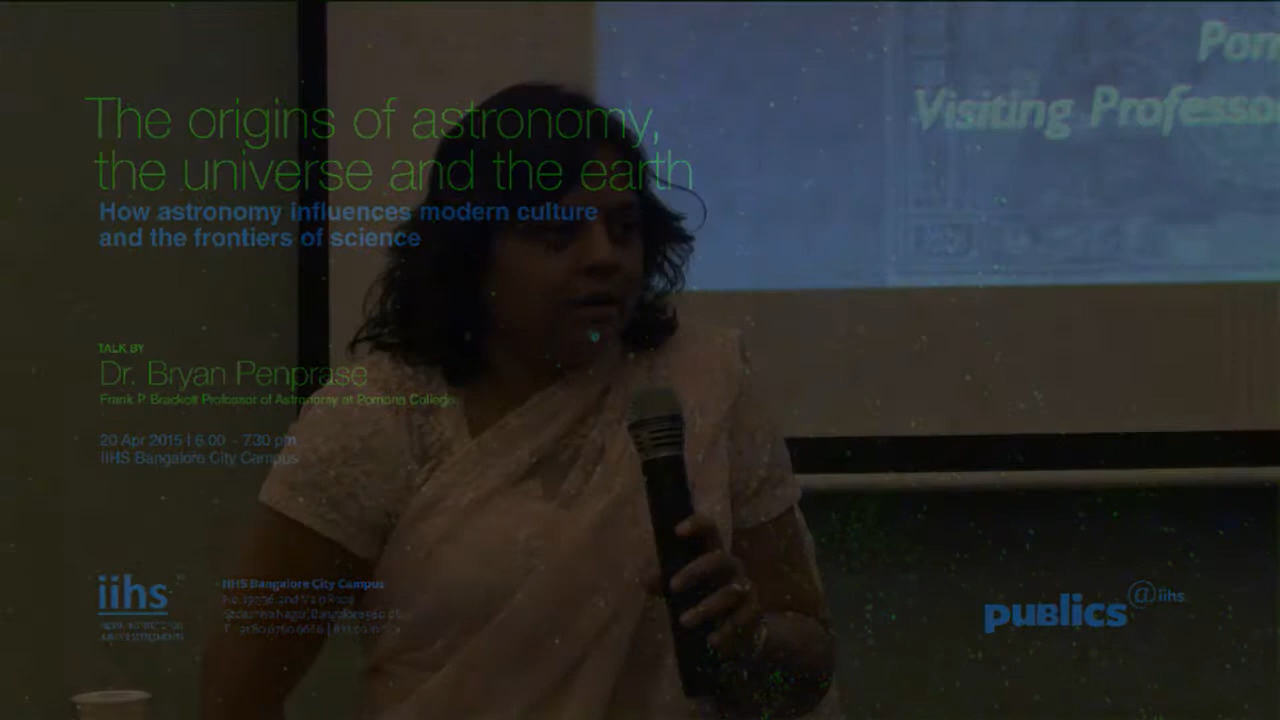 Pom
Visiting Professo
The origins of astronomy,
the universe and the earth
How astronomy influences modern culture
and the frontiers of science
TALK BY
Dr. Bryan Penprase
Frank P. Brackett Professor of Astronomy at Pomona College
20 Apr 2015 | 6.00 - 7.30 pm
IIHS Bangalore City Campus
iihs
IIHS Bangalore City Campus
publics@iihs